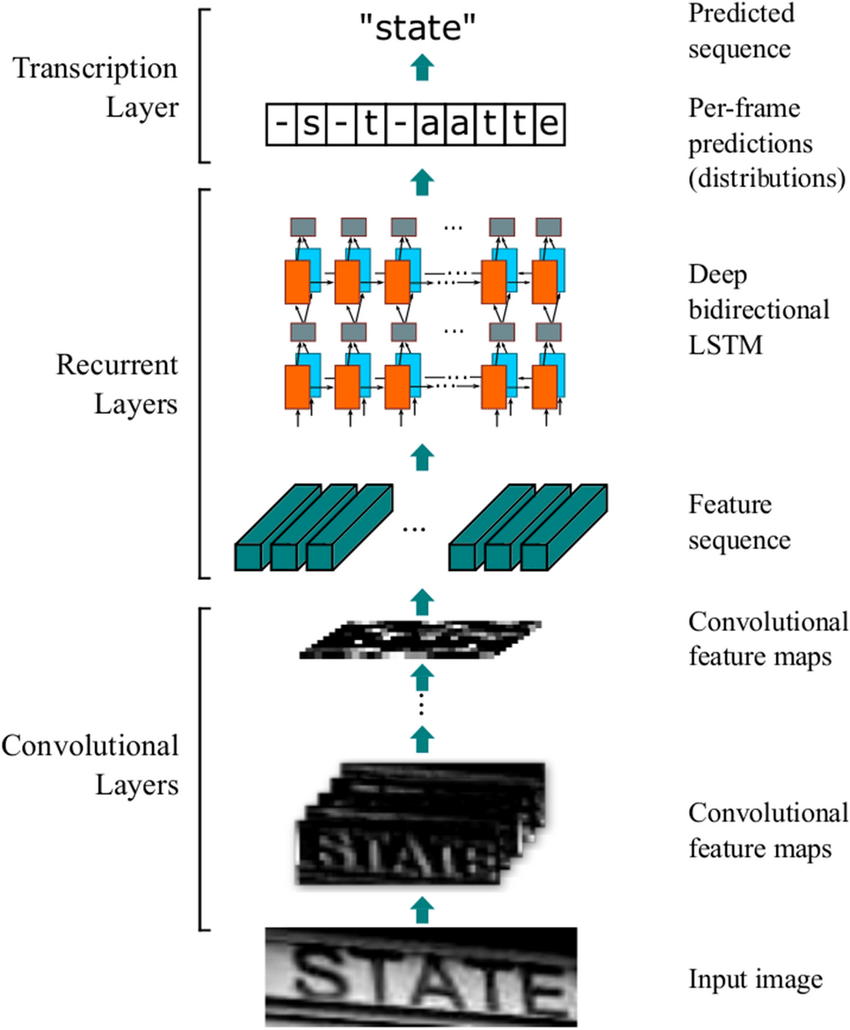 "state"
Predicted
sequence
Transcription
Layer
- s - t - a a t t e
Per-frame
predictions
(distributions)
...
Deep
bidirectional
LSTM
...
Recurrent
Layers
...
Feature
sequence
Convolutional
feature maps
Convolutional
Layers
STATE
Convolutional
feature maps
STATE
Input image